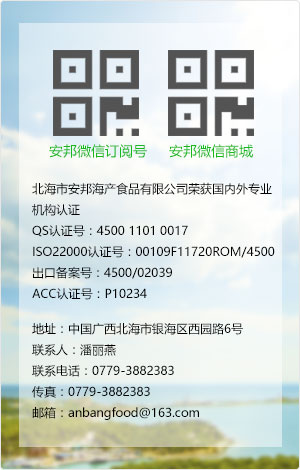 安邦微信订阅号 安邦微信商城
北海市安邦海产食品有限公司荣获国内外专业
机构认证
QS认证号：4500 1101 0017
ISO22000认证号：00109F11720ROM/4500
出口备案号：4500/02039
ACC认证号：P10234
地址：中国广西北海市银海区西园路6号
联系人：潘丽燕
联系电话：0779-3882383
传真：0779-3882383
邮箱：anbangfood@163.com